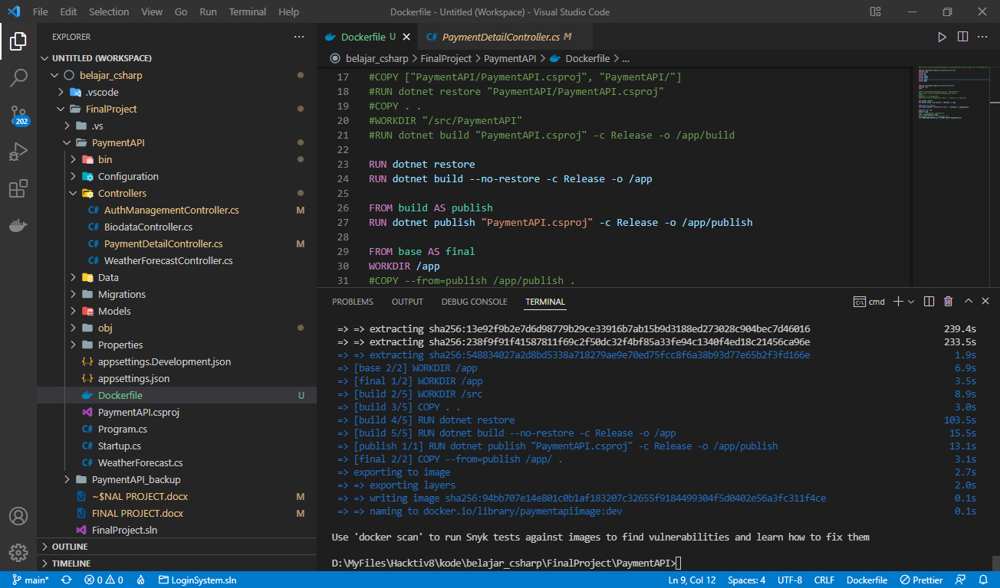 File Edit Selection View Go Run Terminal Help Dockerfile - Untitled (Workspace) - Visual Studio Code
EXPLORER
UNTITLED (WORKSPACE)
belajar_csharp
.vscode
FinalProject
.vs
PaymentAPI
bin
Configuration
Controllers
C# AuthManagementController.cs M
C# BiodataController.cs
C# PaymentDetailController.cs M
C# WeatherForecastController.cs
Data
Migrations
Models
obj
Properties
{..} appsettings.Development.json
{..} appsettings.json
Dockerfile U
PaymentAPI.csproj
C# Program.cs
C# Startup.cs
C# WeatherForecast.cs
PaymentAPI_backup
~$NAL PROJECT.docx M
FINAL PROJECT.docx M
FinalProject.sln
OUTLINE
TIMELINE
202
Dockerfile U C# PaymentDetailController.cs M
belajar_csharp > FinalProject > PaymentAPI > Dockerfile > ...
17 #COPY ["PaymentAPI/PaymentAPI.csproj", "PaymentAPI/"]
18 #RUN dotnet restore "PaymentAPI/PaymentAPI.csproj"
19 #COPY . .
20 #WORKDIR "/src/PaymentAPI"
21 #RUN dotnet build "PaymentAPI.csproj" -c Release -o /app/build
22
23 RUN dotnet restore
24 RUN dotnet build --no-restore -c Release -o /app
25
26 FROM build AS publish
27 RUN dotnet publish "PaymentAPI.csproj" -c Release -o /app/publish
28
29 FROM base AS final
30 WORKDIR /app
31 #COPY --from=publish /app/publish .
PROBLEMS OUTPUT DEBUG CONSOLE TERMINAL cmd
=> => extracting sha256:13e92f9b2e7d6d98779b29ce33916b7ab15b9d3188ed273028c904bec7d46016 239.4s
=> => extracting sha256:238f9f91f41587811f69c2f50dc32f4bf85a33fe94c1340f4ed18c21456ca96e 233.5s
=> => extracting sha256:548834027a2d8bd5338a718279ae9e70ed75fcc8f6a38b93d77e65b2f3fd166e 1.9s
=> [base 2/2] WORKDIR /app 6.9s
=> [final 1/2] WORKDIR /app 3.5s
=> [build 2/5] WORKDIR /src 8.9s
=> [build 3/5] COPY . . 3.0s
=> [build 4/5] RUN dotnet restore 103.5s
=> [build 5/5] RUN dotnet build --no-restore -c Release -o /app 15.5s
=> [publish 1/1] RUN dotnet publish "PaymentAPI.csproj" -c Release -o /app/publish 13.1s
=> [final 2/2] COPY --from=publish /app/ . 3.1s
=> exporting to image 2.7s
=> => exporting layers 2.0s
=> => writing image sha256:94bb707e14e801c0b1af183207c32655f9184499304f5d0402e56a3fc311f4ce 0.1s
=> => naming to docker.io/library/paymentapiimage:dev 0.1s
Use 'docker scan' to run Snyk tests against images to find vulnerabilities and learn how to fix them
D:\MyFiles\Hacktiv8\kode\belajar_csharp\FinalProject\PaymentAPI>
main* 0 0 LoginSystem.sln Ln 9, Col 12 Spaces: 4 UTF-8 CRLF Dockerfile Prettier